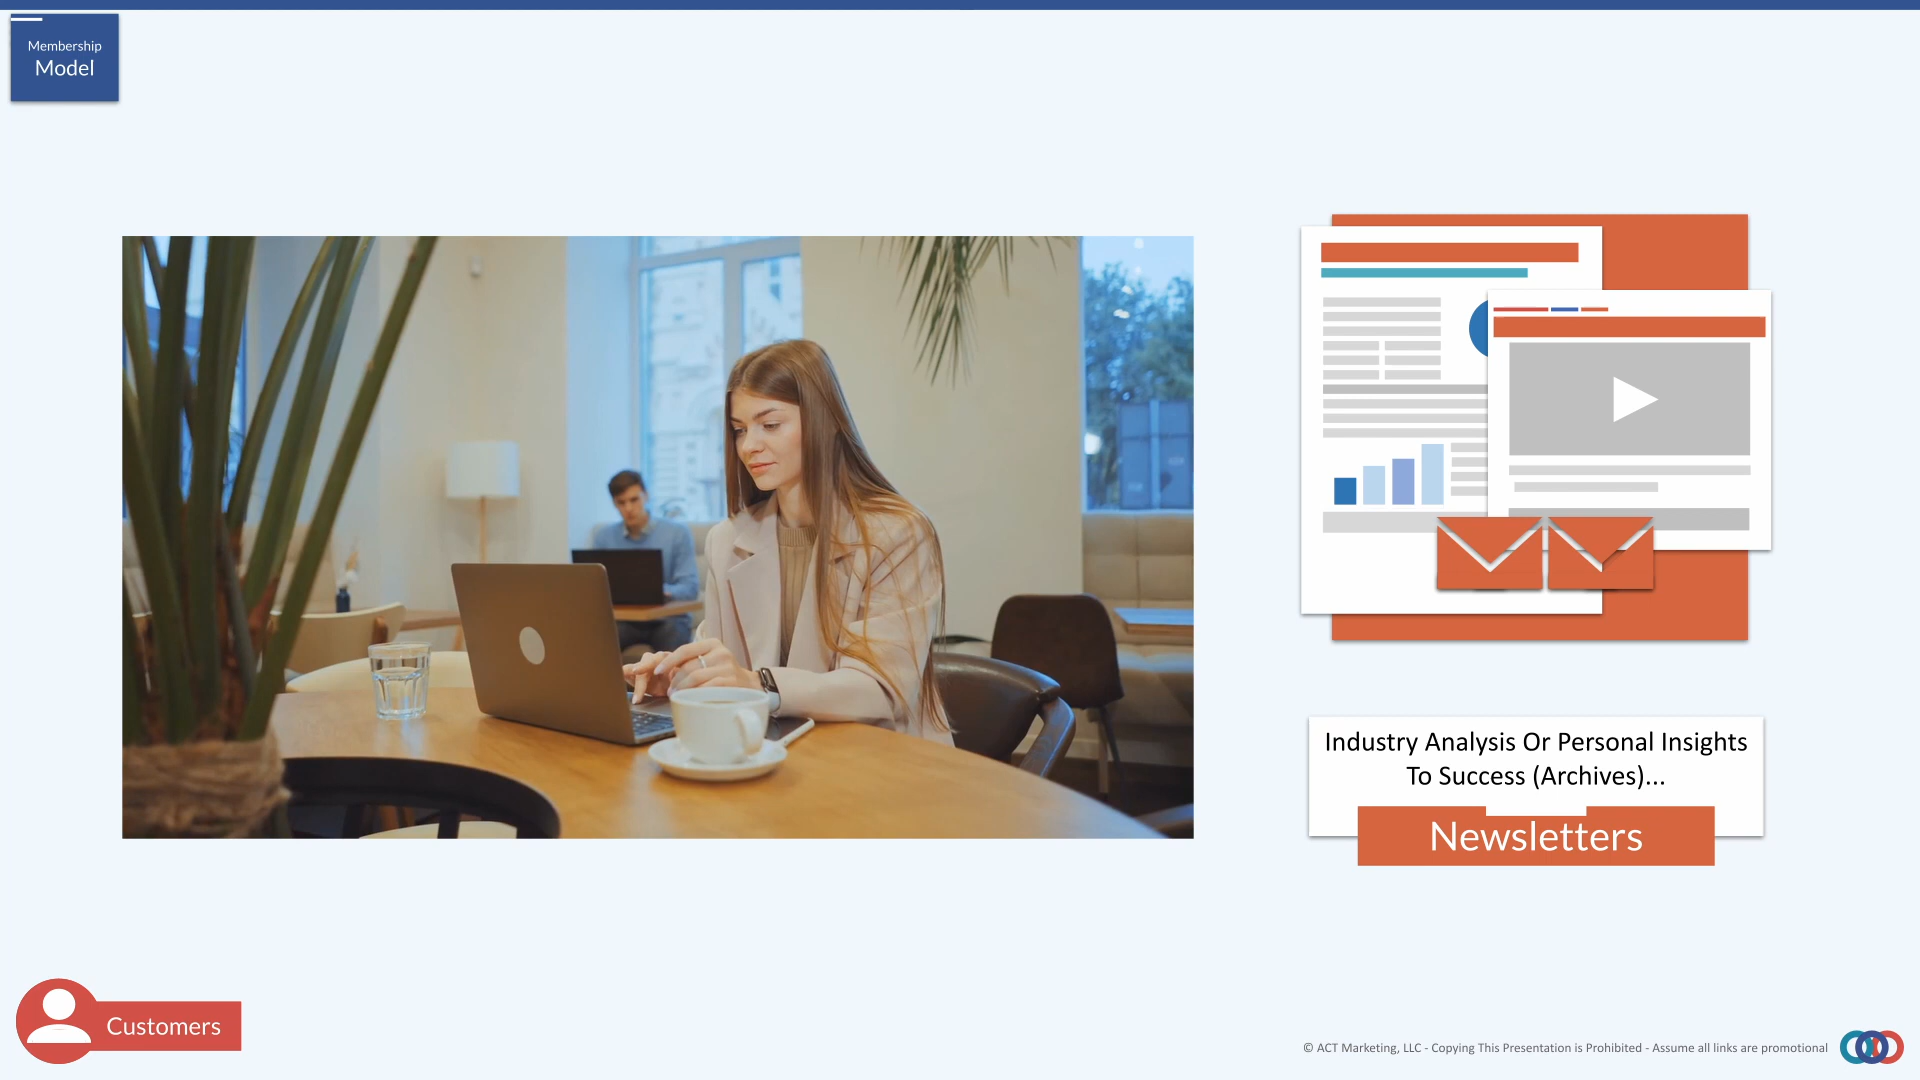 Membership
Model
Industry Analysis Or Personal Insights
To Success (Archives)...
Newsletters
Customers
© ACT Marketing, LLC - Copying This Presentation is Prohibited - Assume all links are promotional